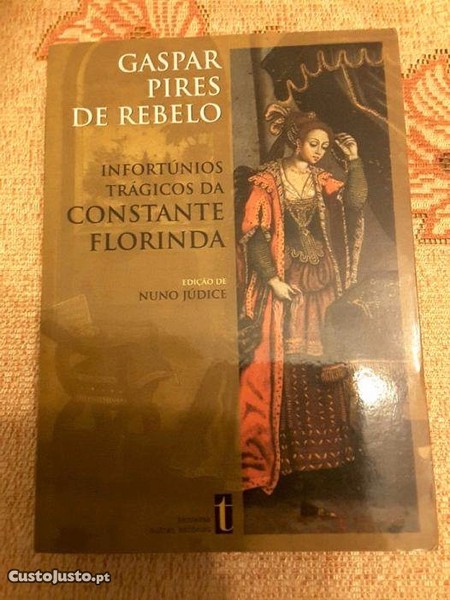 GASPAR
PIRES
DE REBELO
INFORTÚNIOS
TRÁGICOS DA
CONSTANTE
FLORINDA
EDIÇÃO DE
NUNO JÚDICE
t
CustoJusto.pt